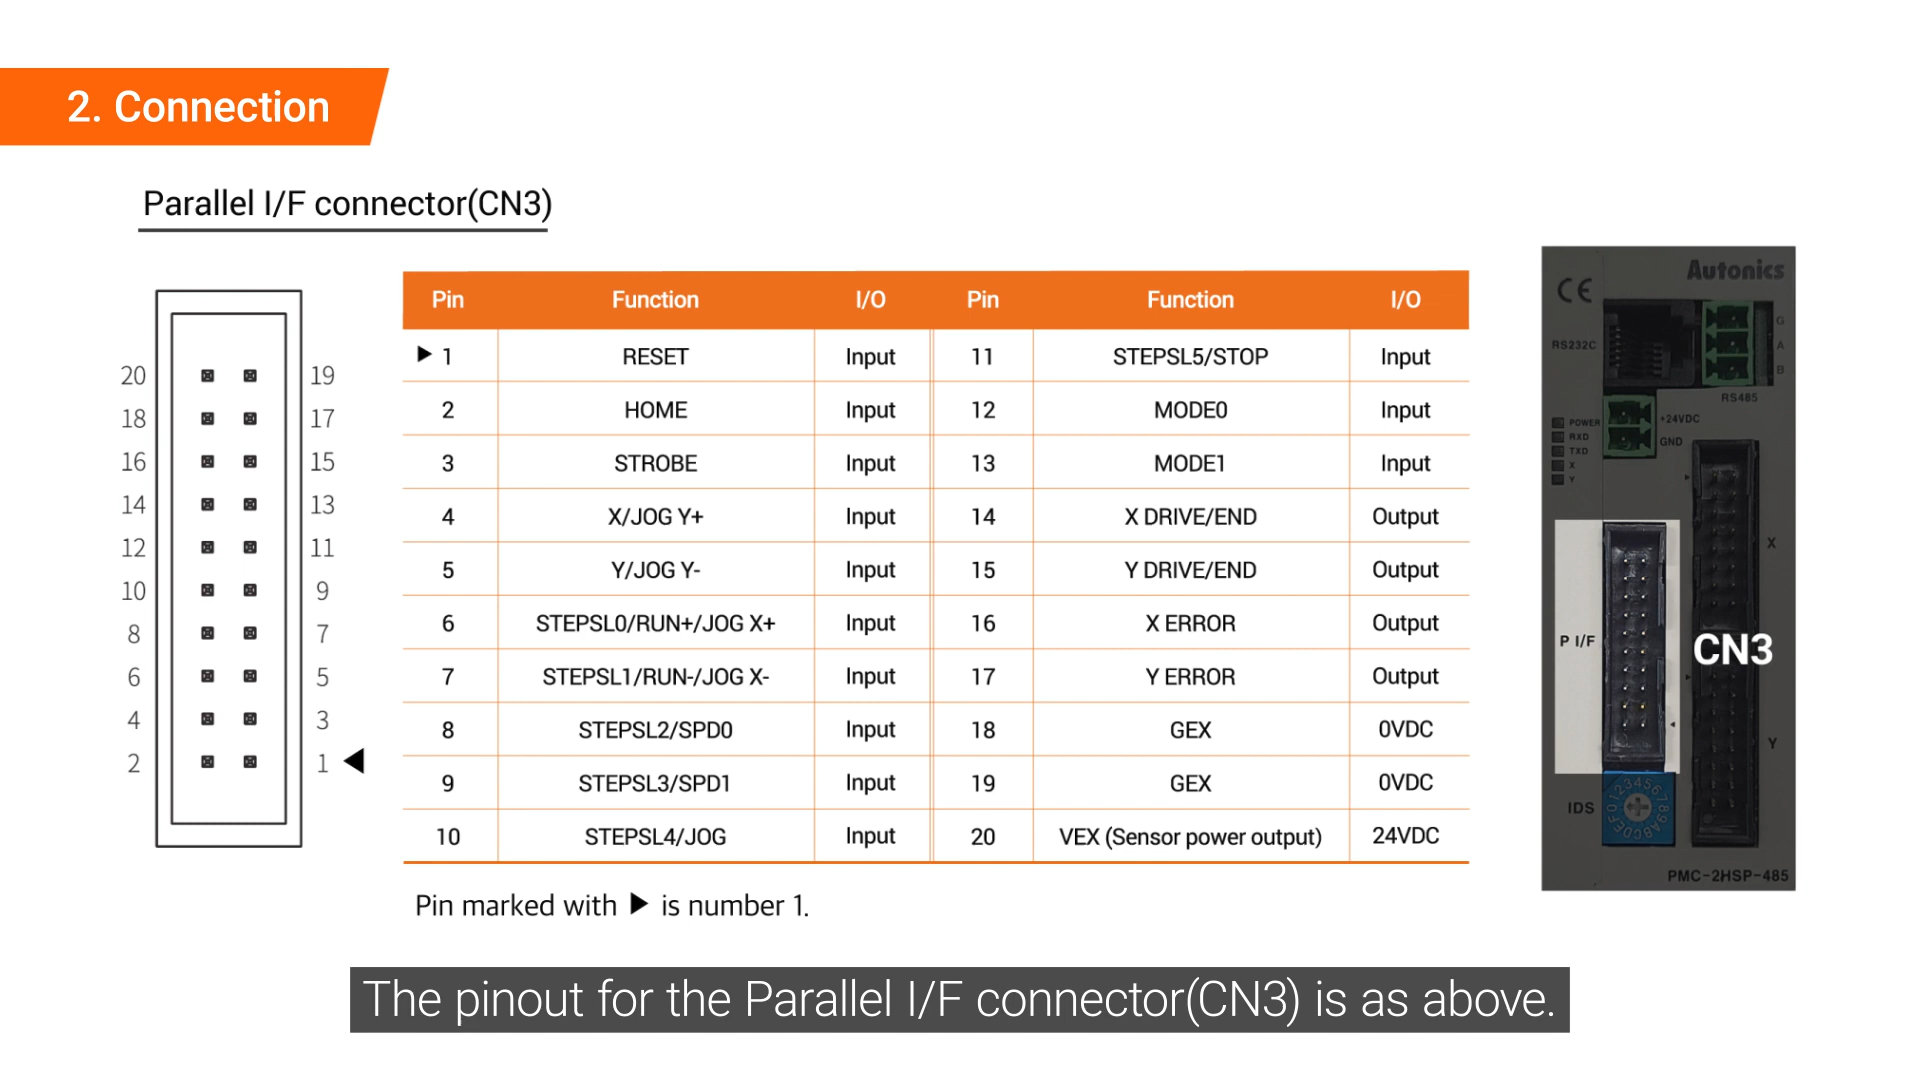 2. Connection
Parallel I/F connector(CN3)
20 19
18 17
16 15
14 13
12 11
10 9
8 7
6 5
4 3
2 1 ◀
Pin Function I/O Pin Function I/O
▶ 1 RESET Input 11 STEPSL5/STOP Input
2 HOME Input 12 MODE0 Input
3 STROBE Input 13 MODE1 Input
4 X/JOG Y+ Input 14 X DRIVE/END Output
5 Y/JOG Y- Input 15 Y DRIVE/END Output
6 STEPSL0/RUN+/JOG X+ Input 16 X ERROR Output
7 STEPSL1/RUN-/JOG X- Input 17 Y ERROR Output
8 STEPSL2/SPD0 Input 18 GEX 0VDC
9 STEPSL3/SPD1 Input 19 GEX 0VDC
10 STEPSL4/JOG Input 20 VEX (Sensor power output) 24VDC
Pin marked with ▶ is number 1.
Autonics
CE
RS232C
G
A
B
RS485
+24VDC
GND
POWER
RXD
TXD
X
Y
X
P I/F
CN3
Y
IDS
0123456789ABCDEF
PMC-2HSP-485
The pinout for the Parallel I/F connector(CN3) is as above.